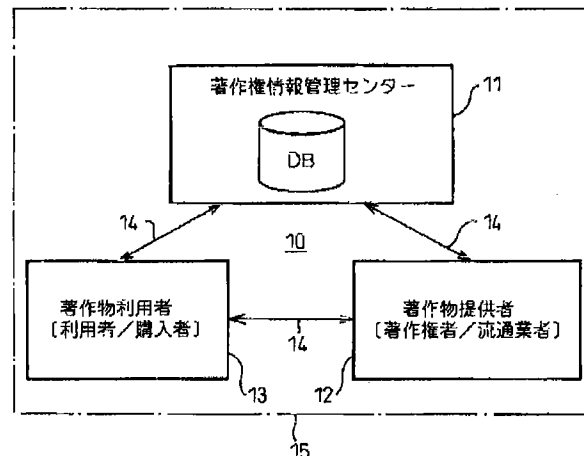 著作権情報管理センター
11
DB
14
14
10
著作物利用者
〔利用者／購入者〕
著作物提供者
〔著作権者／流通業者〕
14
13
12
15